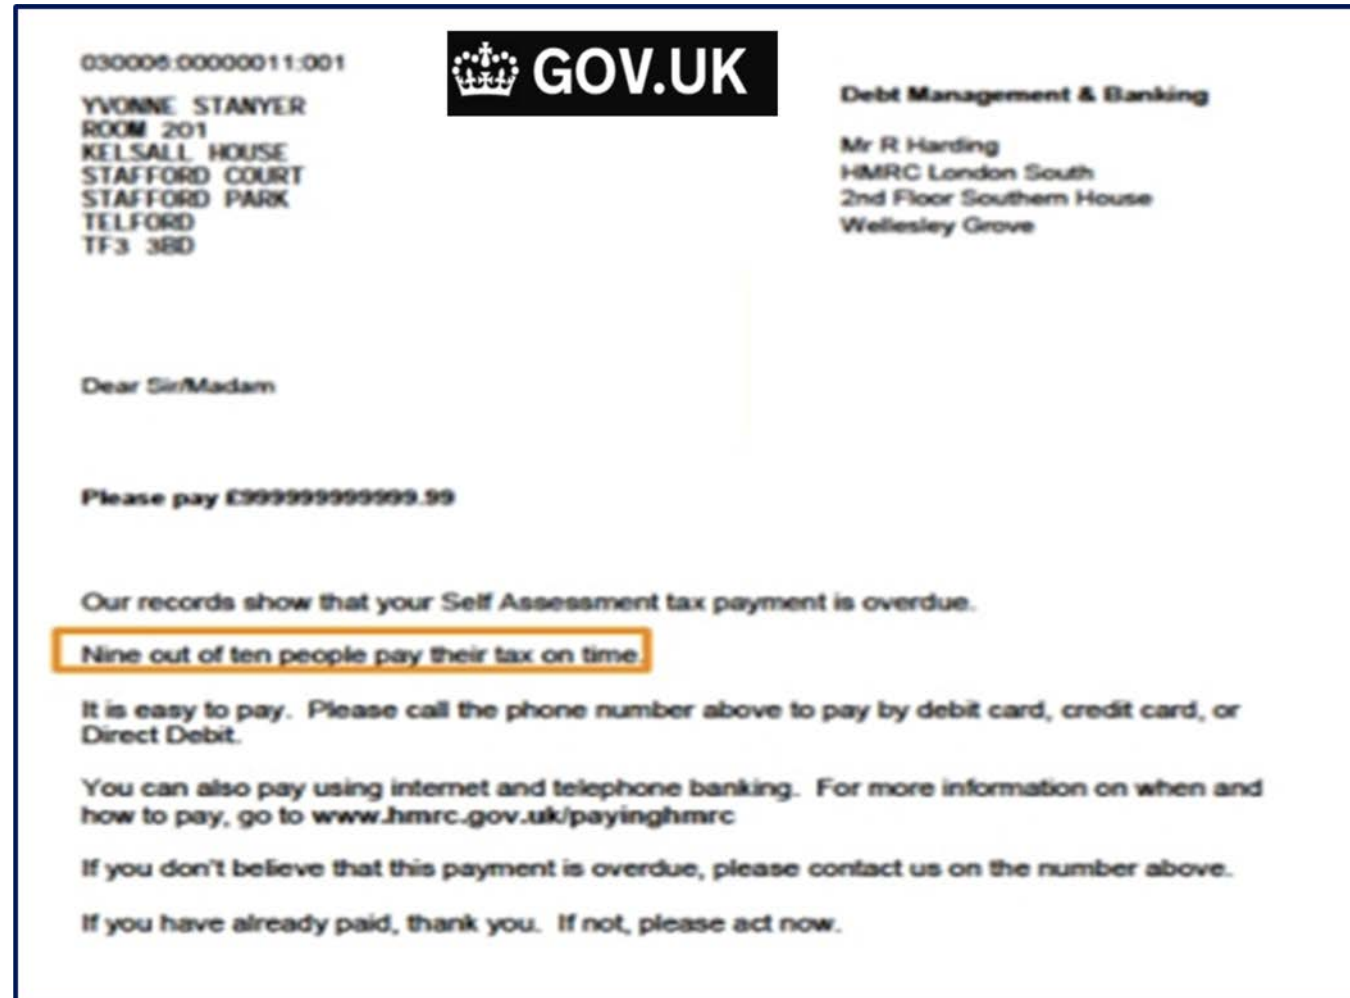 030006:00000011:001
GOV.UK
YVONNE STANYER
ROOM 201
KELSALL HOUSE
STAFFORD COURT
STAFFORD PARK
TELFORD
TF3 3BD
Debt Management & Banking
Mr R Harding
HMRC London South
2nd Floor Southern House
Wellesley Grove
Dear Sir/Madam
Please pay £999999999999.99
Our records show that your Self Assessment tax payment is overdue.
Nine out of ten people pay their tax on time.
It is easy to pay. Please call the phone number above to pay by debit card, credit card, or
Direct Debit.
You can also pay using internet and telephone banking. For more information on when and
how to pay, go to www.hmrc.gov.uk/payinghmrc
If you don't believe that this payment is overdue, please contact us on the number above.
If you have already paid, thank you. If not, please act now.